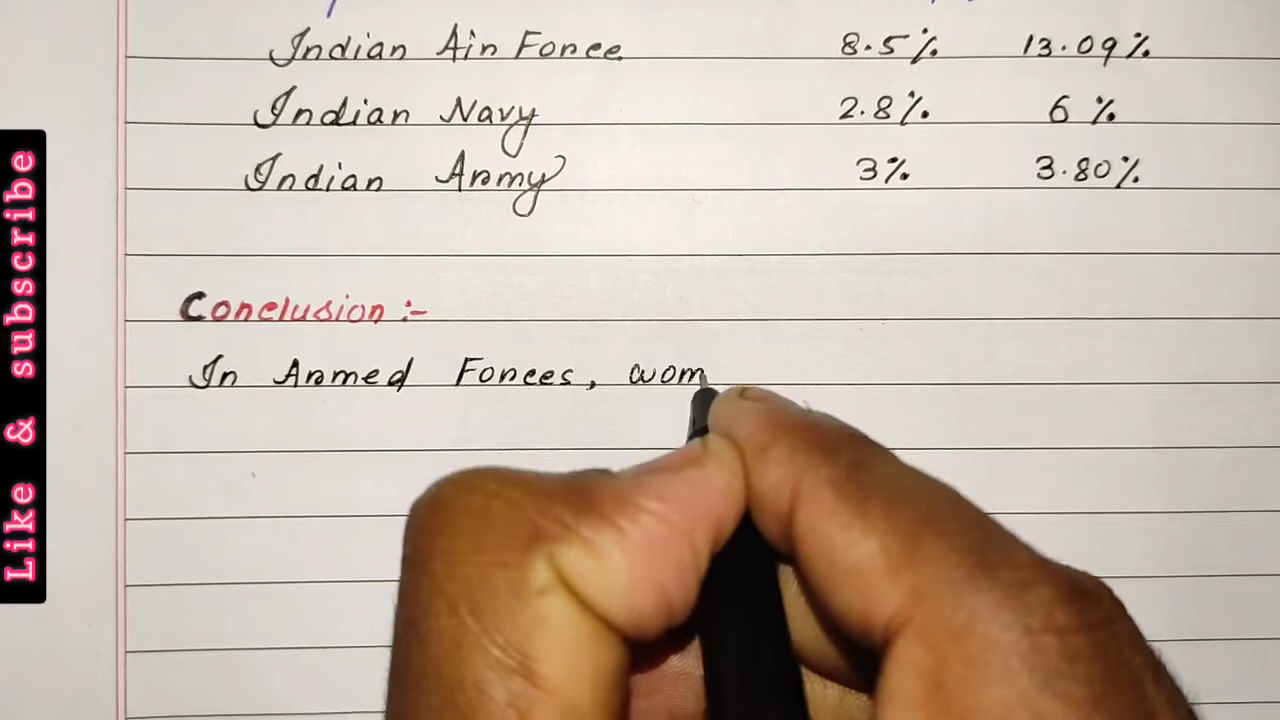 Indian Air Force 8.5% 13.09%
Indian Navy 2.8% 6%
Indian Army 3% 3.80%
Conclusion :-
In Armed Forces, wom
Like & subscribe